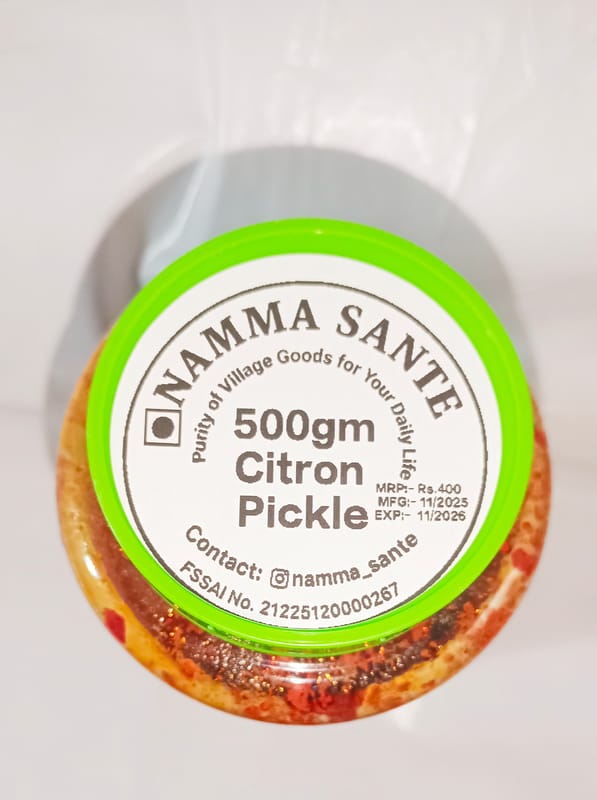 NAMMA SANTE
Purity of Village Goods for Your Daily Life
500gm
Citron
Pickle
MRP:- Rs.400
MFG:- 11/2025
EXP:- 11/2026
Contact: namma_sante
FSSAI No. 21225120000267